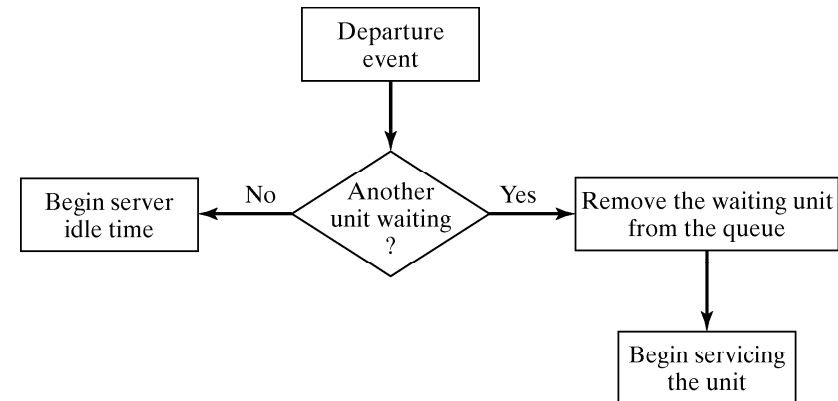 Departure
event
No
Another
unit waiting
?
Yes
Begin server
idle time
Remove the waiting unit
from the queue
Begin servicing
the unit